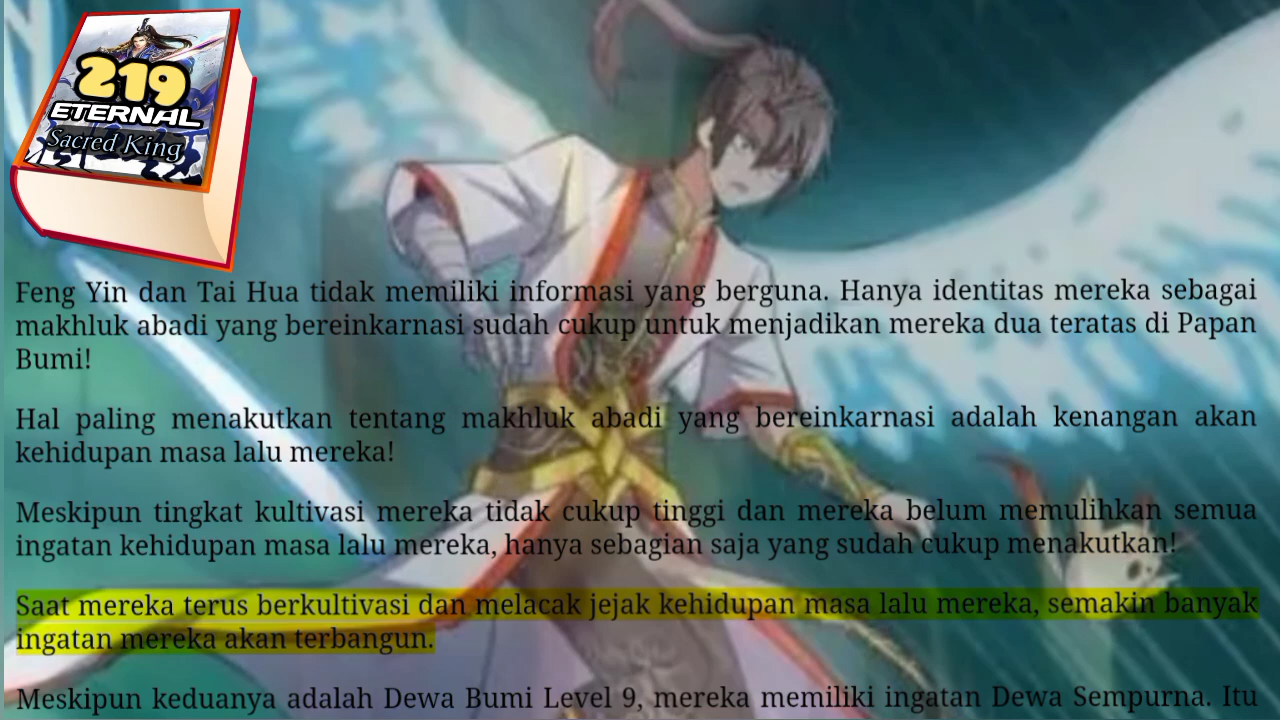 219
ETERNAL
Sacred King
Feng Yin dan Tai Hua tidak memiliki informasi yang berguna. Hanya identitas mereka sebagai
makhluk abadi yang bereinkarnasi sudah cukup untuk menjadikan mereka dua teratas di Papan
Bumi!
Hal paling menakutkan tentang makhluk abadi yang bereinkarnasi adalah kenangan akan
kehidupan masa lalu mereka!
Meskipun tingkat kultivasi mereka tidak cukup tinggi dan mereka belum memulihkan semua
ingatan kehidupan masa lalu mereka, hanya sebagian saja yang sudah cukup menakutkan!
Saat mereka terus berkultivasi dan melacak jejak kehidupan masa lalu mereka, semakin banyak
ingatan mereka akan terbangun.
Meskipun keduanya adalah Dewa Bumi Level 9, mereka memiliki ingatan Dewa Sempurna. Itu